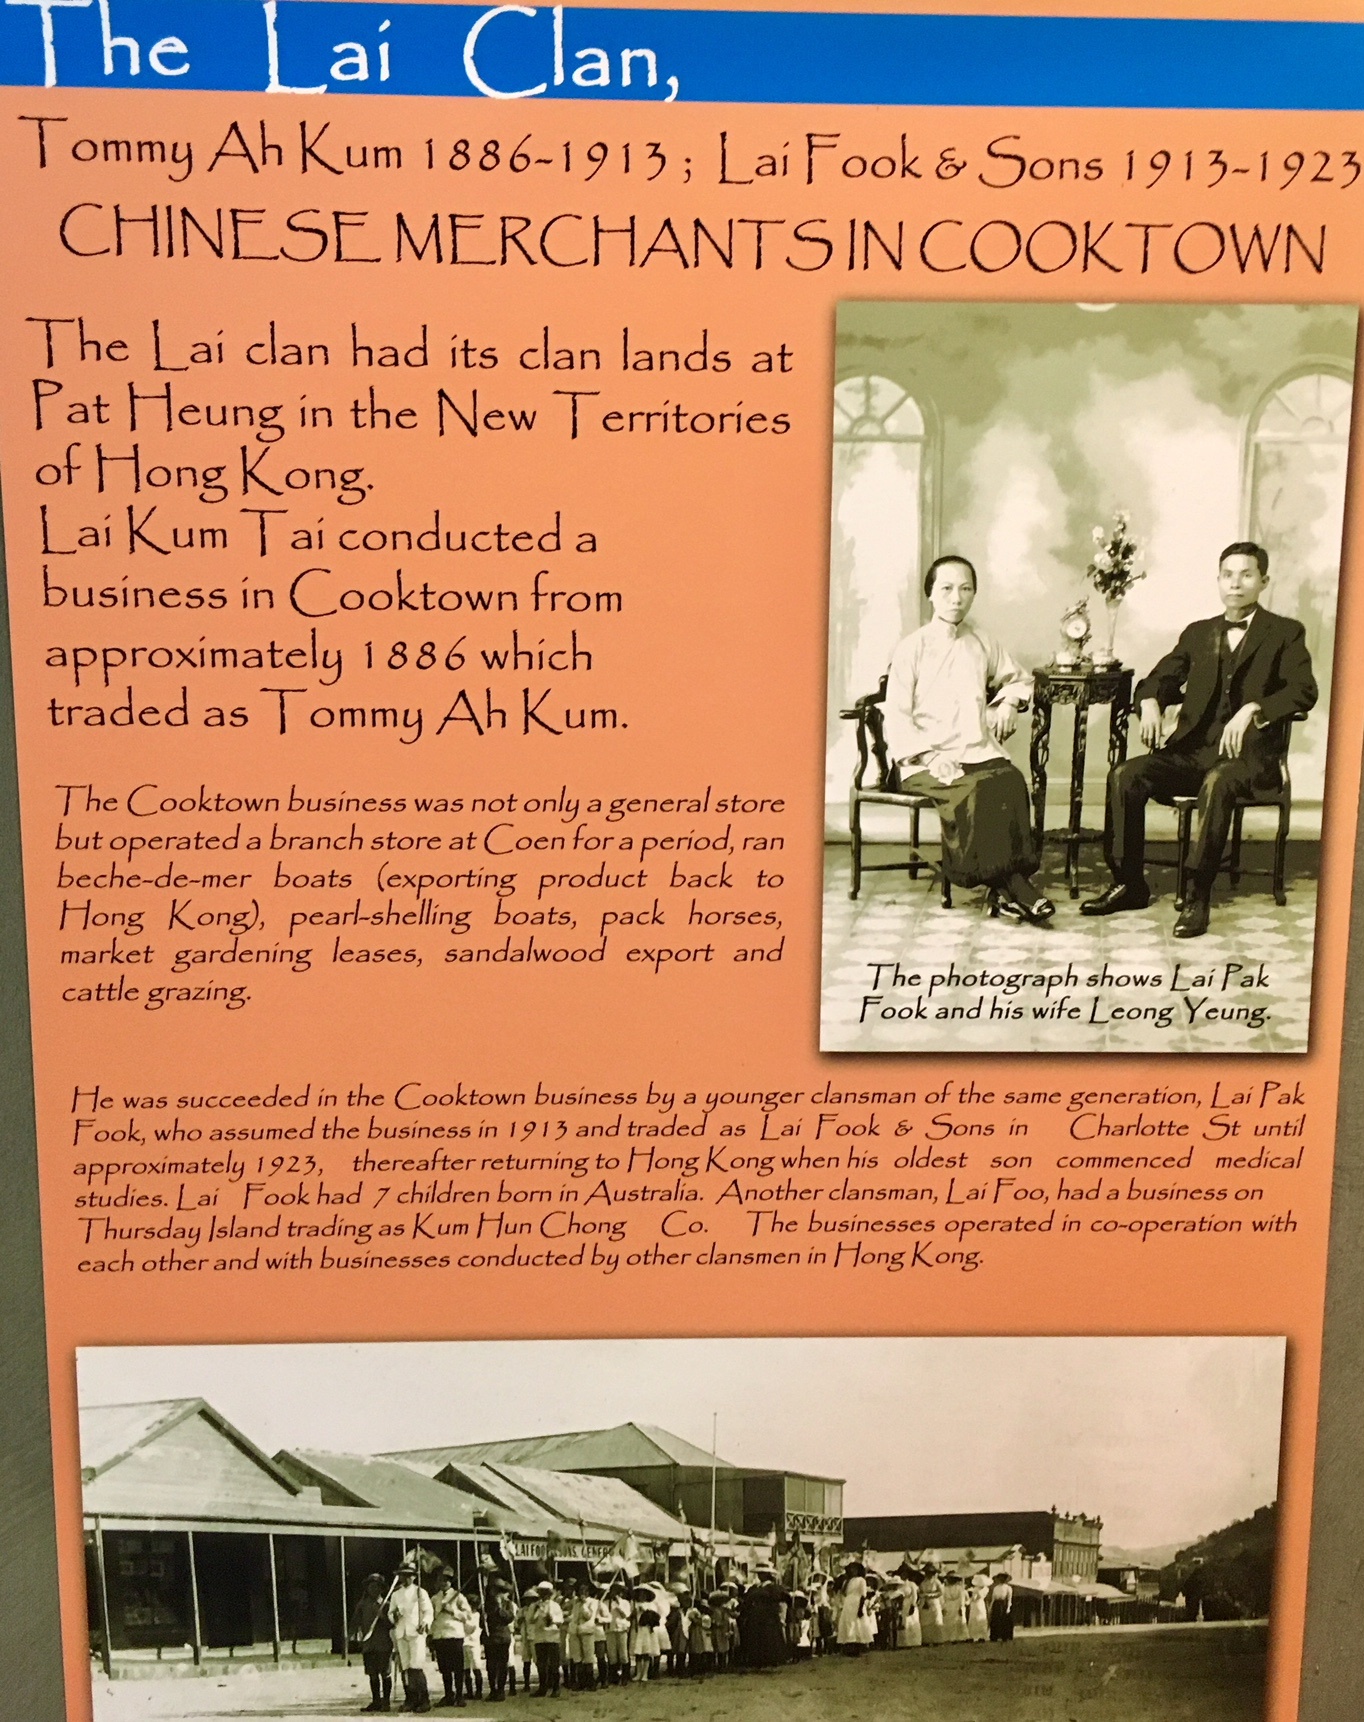 The Lai Clan,
Tommy Ah Kum 1886-1913; Lai Fook & Sons 1913-1923
CHINESE MERCHANTS IN COOKTOWN
The Lai clan had its clan lands at
Pat Heung in the New Territories
of Hong Kong.
Lai Kum Tai conducted a
business in Cooktown from
approximately 1886 which
traded as Tommy Ah Kum.
The Cooktown business was not only a general store
but operated a branch store at Coen for a period, ran
beche-de-mer boats (exporting product back to
Hong Kong), pearl-shelling boats, pack horses,
market gardening leases, sandalwood export and
cattle grazing.
The photograph shows Lai Pak
Fook and his wife Leong Yeung.
He was succeeded in the Cooktown business by a younger clansman of the same generation, Lai Pak
Fook, who assumed the business in 1913 and traded as Lai Fook & Sons in Charlotte St until
approximately 1923, thereafter returning to Hong Kong when his oldest son commenced medical
studies. Lai Fook had 7 children born in Australia. Another clansman, Lai Foo, had a business on
Thursday Island trading as Kum Hun Chong Co. The businesses operated in co-operation with
each other and with businesses conducted by other clansmen in Hong Kong.
LAI FOO